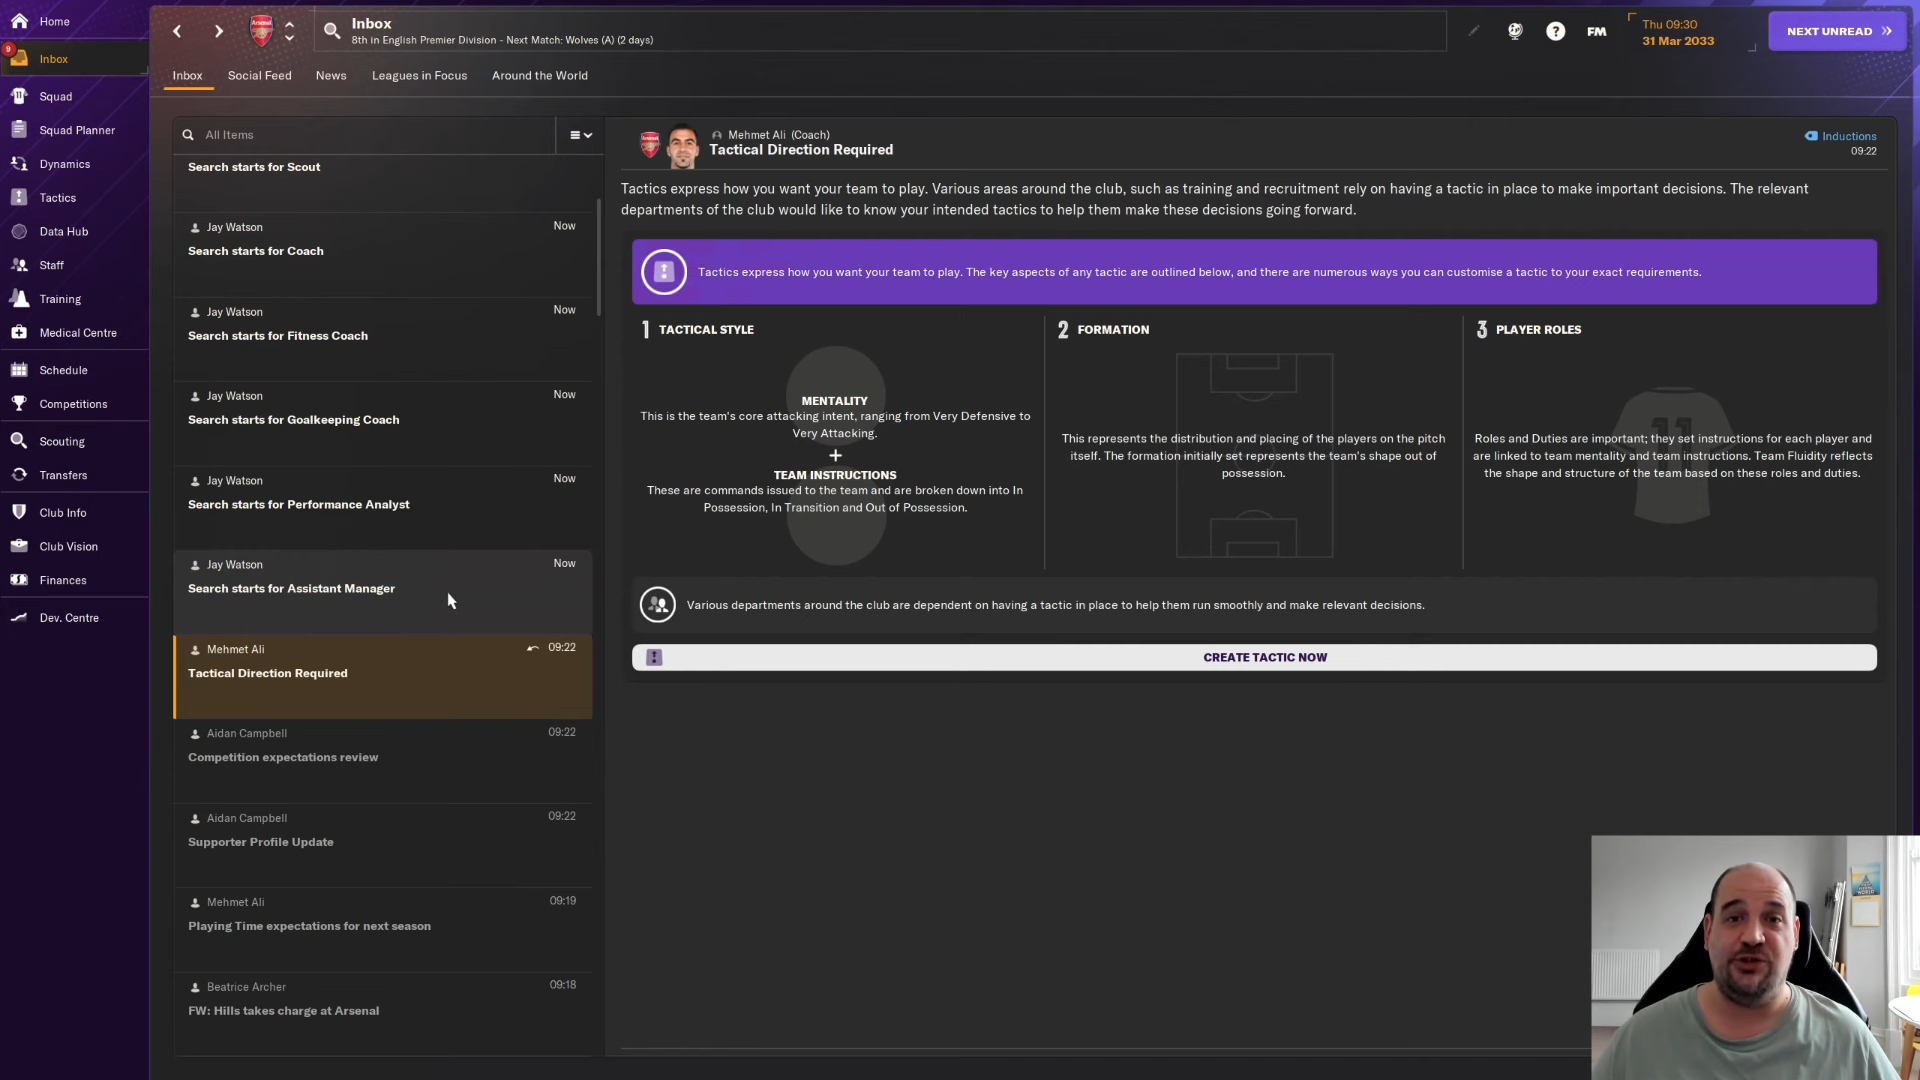 Home
9
Inbox
Squad
Squad Planner
Dynamics
Tactics
Data Hub
Staff
Training
Medical Centre
Schedule
Competitions
Scouting
Transfers
Club Info
Club Vision
Finances
Dev. Centre
Inbox
8th in English Premier Division - Next Match: Wolves (A) (2 days)
FM
Thu 09:30
31 Mar 2033
NEXT UNREAD
Inbox
Social Feed
News
Leagues in Focus
Around the World
All Items
Search starts for Scout
Jay Watson Now
Search starts for Coach
Jay Watson Now
Search starts for Fitness Coach
Jay Watson Now
Search starts for Goalkeeping Coach
Jay Watson Now
Search starts for Performance Analyst
Jay Watson Now
Search starts for Assistant Manager
Mehmet Ali 09:22
Tactical Direction Required
Aidan Campbell 09:22
Competition expectations review
Aidan Campbell 09:22
Supporter Profile Update
Mehmet Ali 09:19
Playing Time expectations for next season
Beatrice Archer 09:18
FW: Hills takes charge at Arsenal
Mehmet Ali (Coach)
Tactical Direction Required
Inductions
09:22
Tactics express how you want your team to play. Various areas around the club, such as training and recruitment rely on having a tactic in place to make important decisions. The relevant
departments of the club would like to know your intended tactics to help them make these decisions going forward.
Tactics express how you want your team to play. The key aspects of any tactic are outlined below, and there are numerous ways you can customise a tactic to your exact requirements.
1 TACTICAL STYLE
MENTALITY
This is the team's core attacking intent, ranging from Very Defensive to
Very Attacking.
+
TEAM INSTRUCTIONS
These are commands issued to the team and are broken down into In
Possession, In Transition and Out of Possession.
2 FORMATION
This represents the distribution and placing of the players on the pitch
itself. The formation initially set represents the team's shape out of
possession.
3 PLAYER ROLES
11
Roles and Duties are important; they set instructions for each player and
are linked to team mentality and team instructions. Team Fluidity reflects
the shape and structure of the team based on these roles and duties.
Various departments around the club are dependent on having a tactic in place to help them run smoothly and make relevant decisions.
CREATE TACTIC NOW